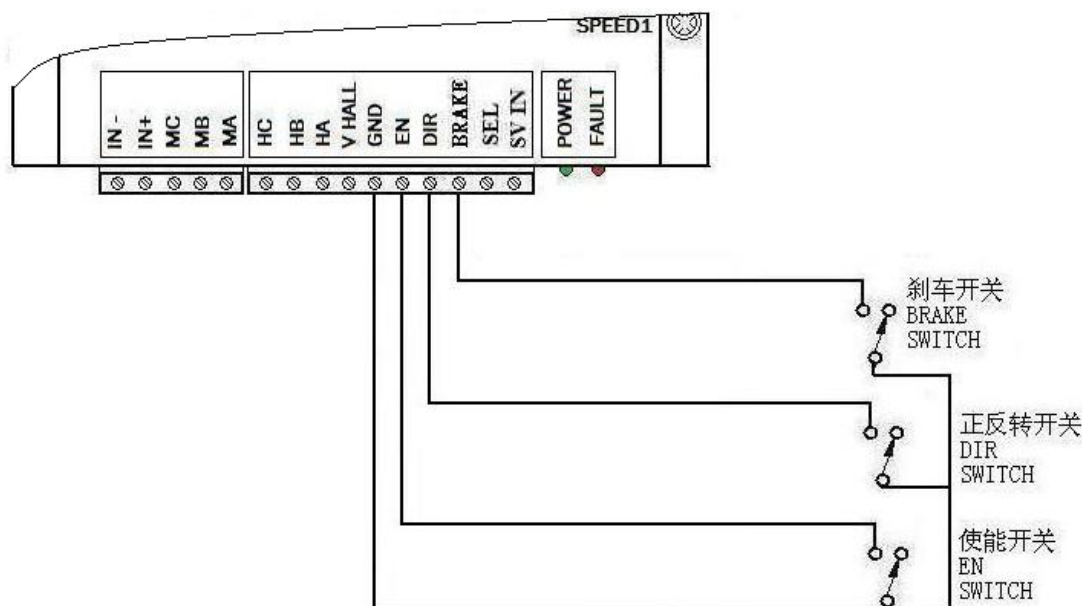 SPEED1
IN -
IN+
MC
MB
MA
HC
HB
HA
V HALL
GND
EN
DIR
BRAKE
SEL
SV IN
POWER
FAULT
刹车开关
BRAKE
SWITCH
正反转开关
DIR
SWITCH
使能开关
EN
SWITCH